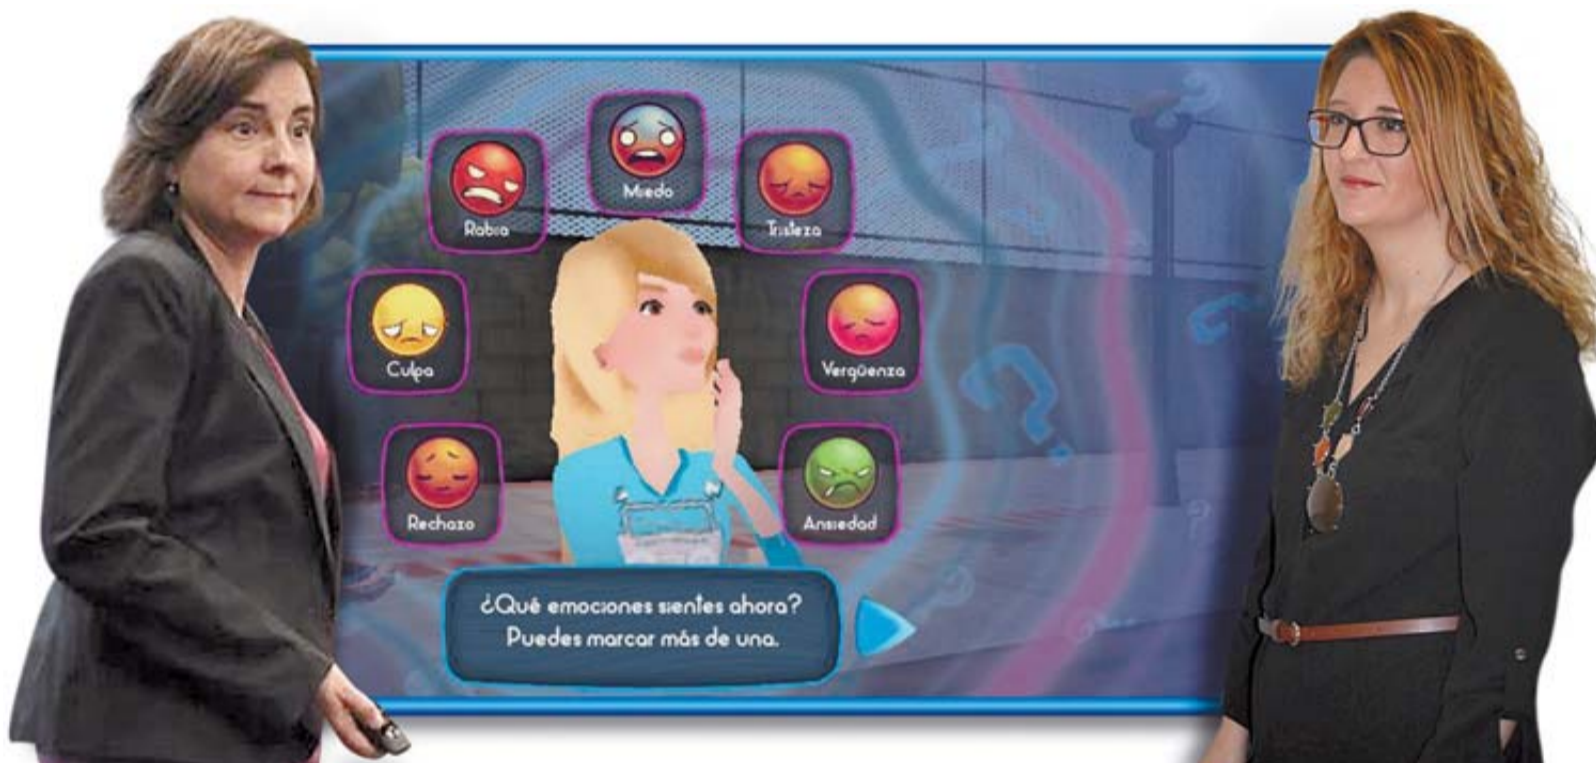 Miedo
Rabia
Tristeza
Culpa
Vergüenza
Rechazo
Ansiedad
¿Qué emociones sientes ahora?
Puedes marcar más de una.